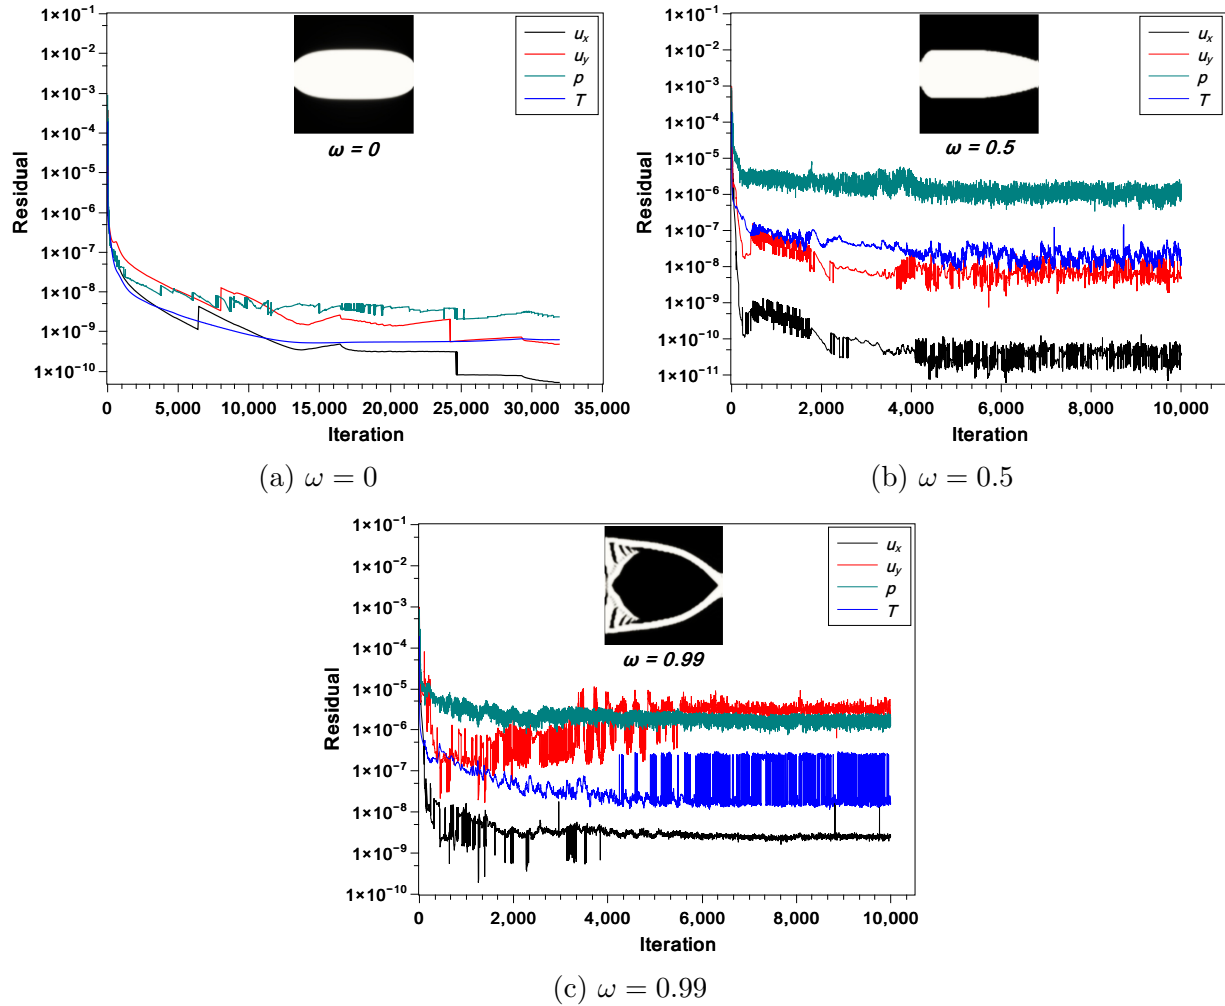 1×10⁻¹
1×10⁻²
1×10⁻³
1×10⁻⁴
1×10⁻⁵
1×10⁻⁶
1×10⁻⁷
1×10⁻⁸
1×10⁻⁹
1×10⁻¹⁰
Residual
0
5,000
10,000
15,000
20,000
25,000
30,000
35,000
Iteration
ω = 0
uₓ
u_y
p
T
(a) ω = 0
1×10⁻¹
1×10⁻²
1×10⁻³
1×10⁻⁴
1×10⁻⁵
1×10⁻⁶
1×10⁻⁷
1×10⁻⁸
1×10⁻⁹
1×10⁻¹⁰
1×10⁻¹¹
Residual
0
2,000
4,000
6,000
8,000
10,000
Iteration
ω = 0.5
uₓ
u_y
p
T
(b) ω = 0.5
1×10⁻¹
1×10⁻²
1×10⁻³
1×10⁻⁴
1×10⁻⁵
1×10⁻⁶
1×10⁻⁷
1×10⁻⁸
1×10⁻⁹
1×10⁻¹⁰
Residual
0
2,000
4,000
6,000
8,000
10,000
Iteration
ω = 0.99
uₓ
u_y
p
T
(c) ω = 0.99